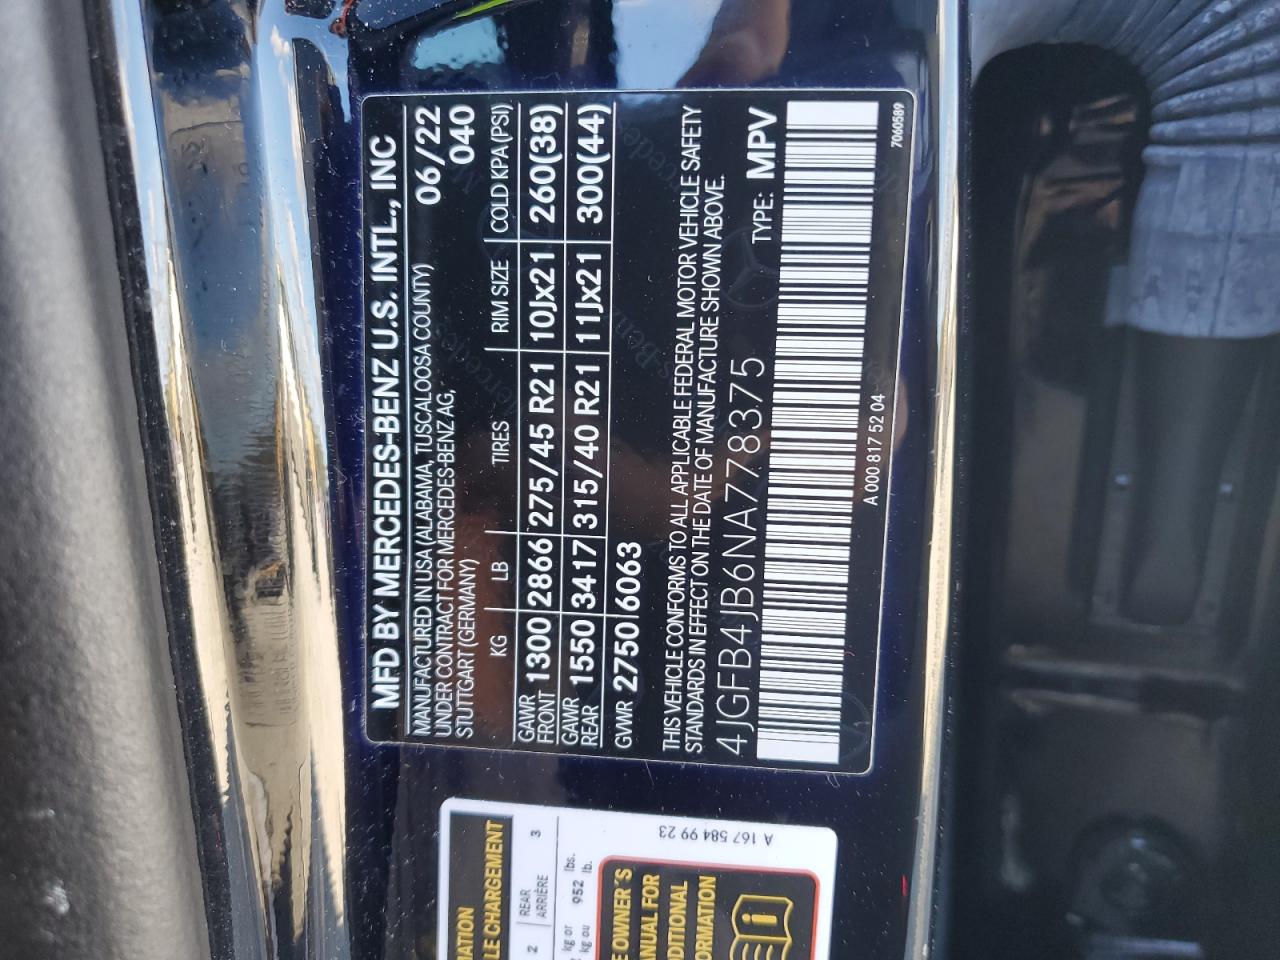 MFD BY MERCEDES-BENZ U.S. INTL., INC
MANUFACTURED IN USA (ALABAMA, TUSCALOOSA COUNTY) 06/22
UNDER CONTRACT FOR MERCEDES-BENZ AG, 040
STUTTGART (GERMANY)
KG LB TIRES RIM SIZE COLD KPA(PSI)
GAWR FRONT 1300 2866 275/45 R21 10Jx21 260(38)
GAWR REAR 1550 3417 315/40 R21 11Jx21 300(44)
GVWR 2750 6063
THIS VEHICLE CONFORMS TO ALL APPLICABLE FEDERAL MOTOR VEHICLE SAFETY
STANDARDS IN EFFECT ON THE DATE OF MANUFACTURE SHOWN ABOVE.
4JGFB4JB6NA778375 TYPE: MPV
A 000 817 52 04
7060589
LE CHARGEMENT
2 REAR 3
ARRIÈRE
kg or lbs.
kg ou 952 lb.
OWNER'S
MANUAL FOR
A 167 584 99 23